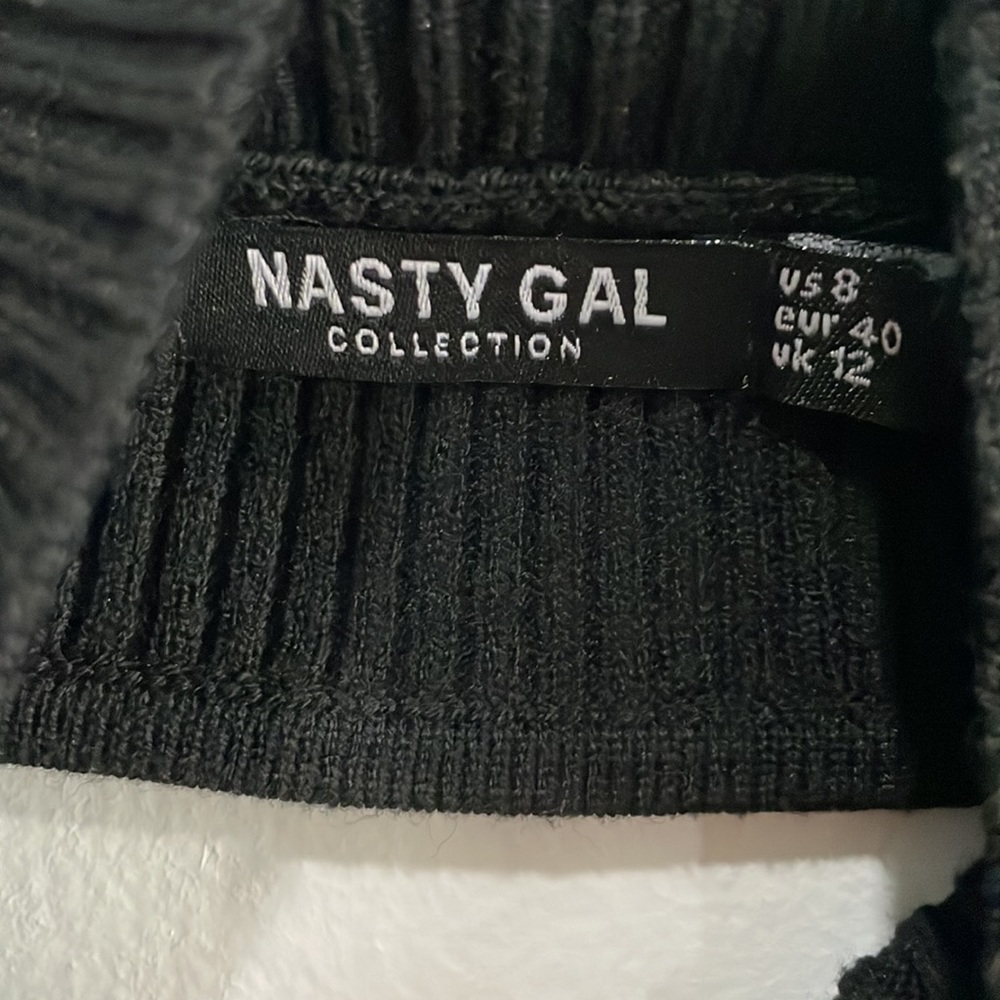 NASTY GAL
COLLECTION
us 8
eur 40
uk 12